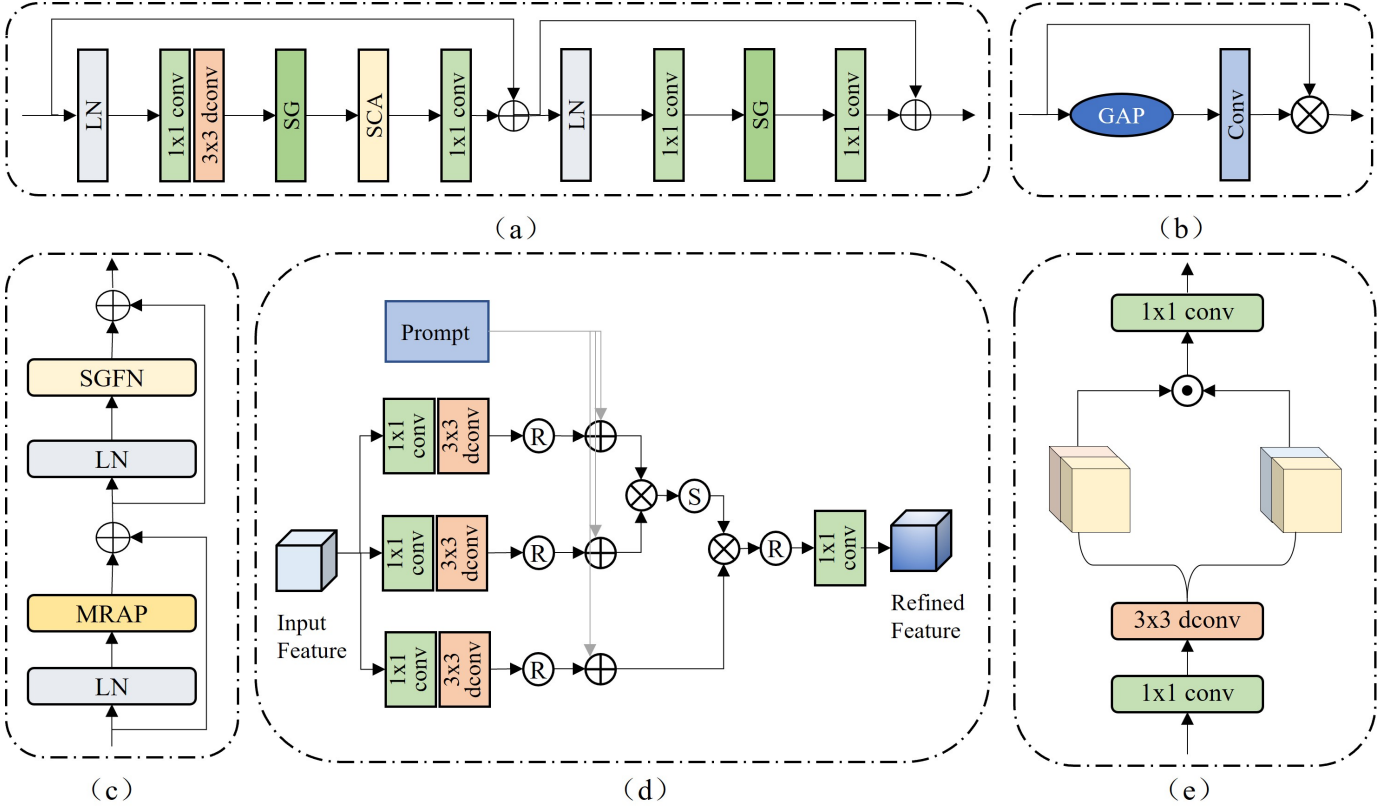 LN
1x1 conv
3x3 dconv
SG
SCA
1x1 conv
LN
1x1 conv
SG
1x1 conv
（a）
GAP
Conv
（b）
SGFN
LN
MRAP
LN
（c）
Prompt
1x1
conv
3x3
dconv
R
1x1
conv
3x3
dconv
R
1x1
conv
3x3
dconv
R
S
R
1x1
conv
Input
Feature
Refined
Feature
（d）
1x1 conv
3x3 dconv
1x1 conv
（e）